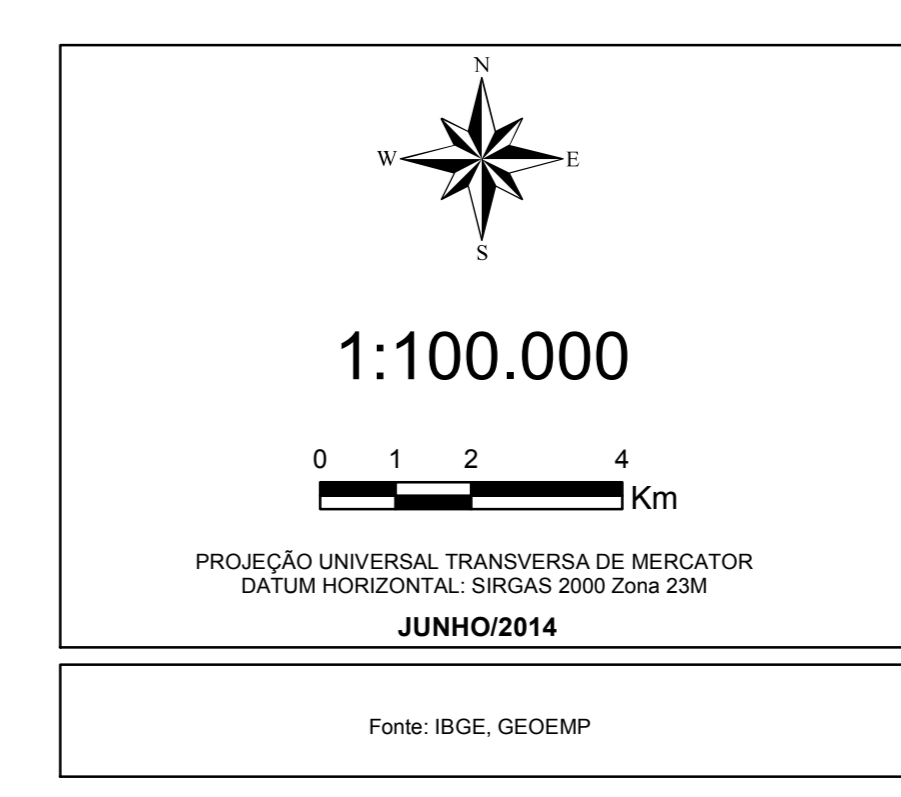 N
W E
S
1:100.000
0 1 2 4
Km
PROJEÇÃO UNIVERSAL TRANSVERSA DE MERCATOR
DATUM HORIZONTAL: SIRGAS 2000 Zona 23M
JUNHO/2014
Fonte: IBGE, GEOEMP